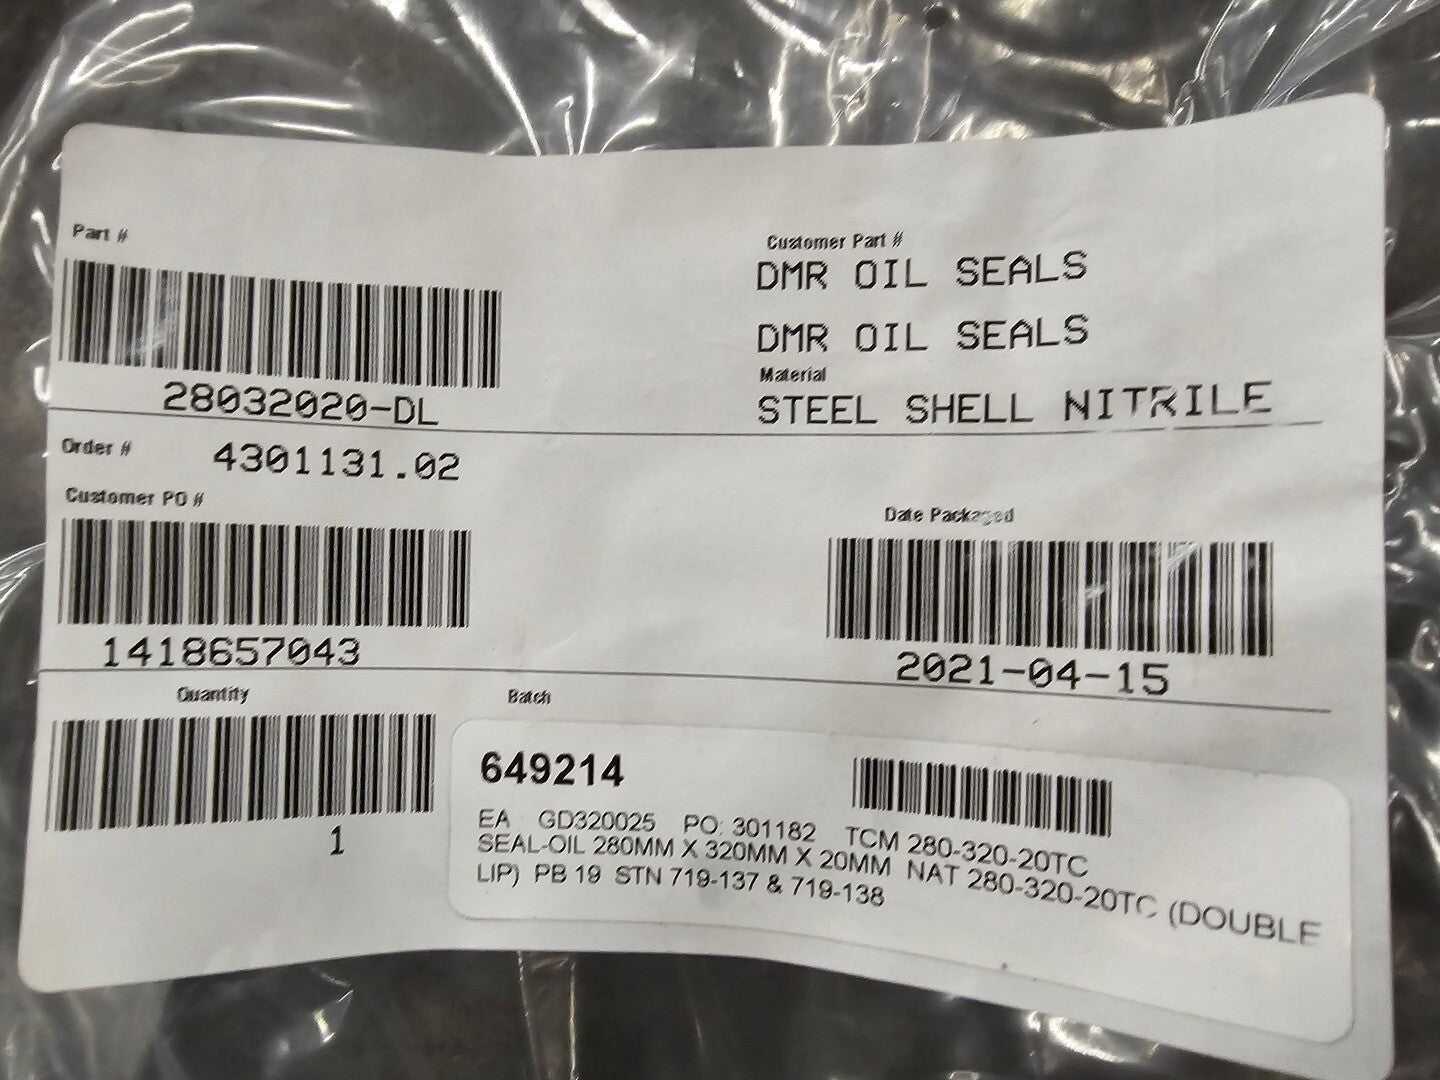 Part #
28032020-DL
Customer Part #
DMR OIL SEALS
DMR OIL SEALS
Material
STEEL SHELL NITRILE
Order # 4301131.02
Customer PO #
1418657043
Date Packaged
2021-04-15
Quantity
1
Batch
649214
EA GD320025 PO: 301182 TCM 280-320-20TC
SEAL-OIL 280MM X 320MM X 20MM NAT 280-320-20TC (DOUBLE
LIP) PB 19 STN 719-137 & 719-138